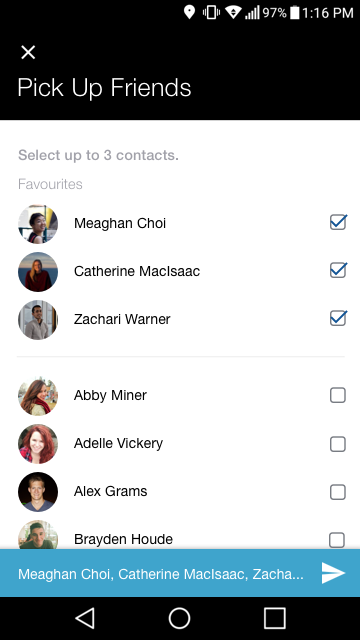 97% 1:16 PM
Pick Up Friends
Select up to 3 contacts.
Favourites
Meaghan Choi
Catherine MacIsaac
Zachari Warner
Abby Miner
Adelle Vickery
Alex Grams
Brayden Houde
Meaghan Choi, Catherine MacIsaac, Zacha...